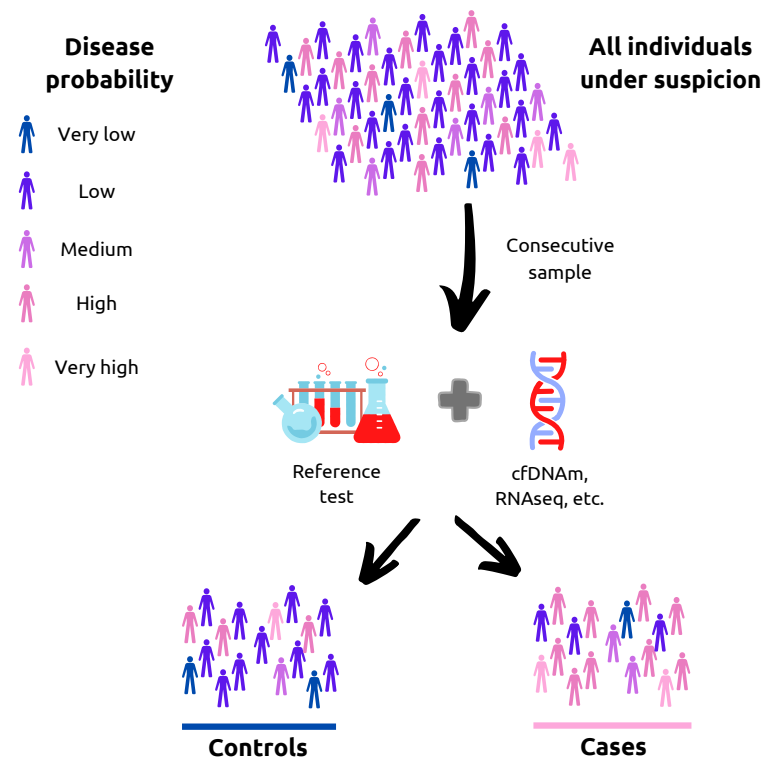 Disease
probability
Very low
Low
Medium
High
Very high
All individuals
under suspicion
Consecutive
sample
Reference
test
cfDNAm,
RNAseq, etc.
Controls
Cases